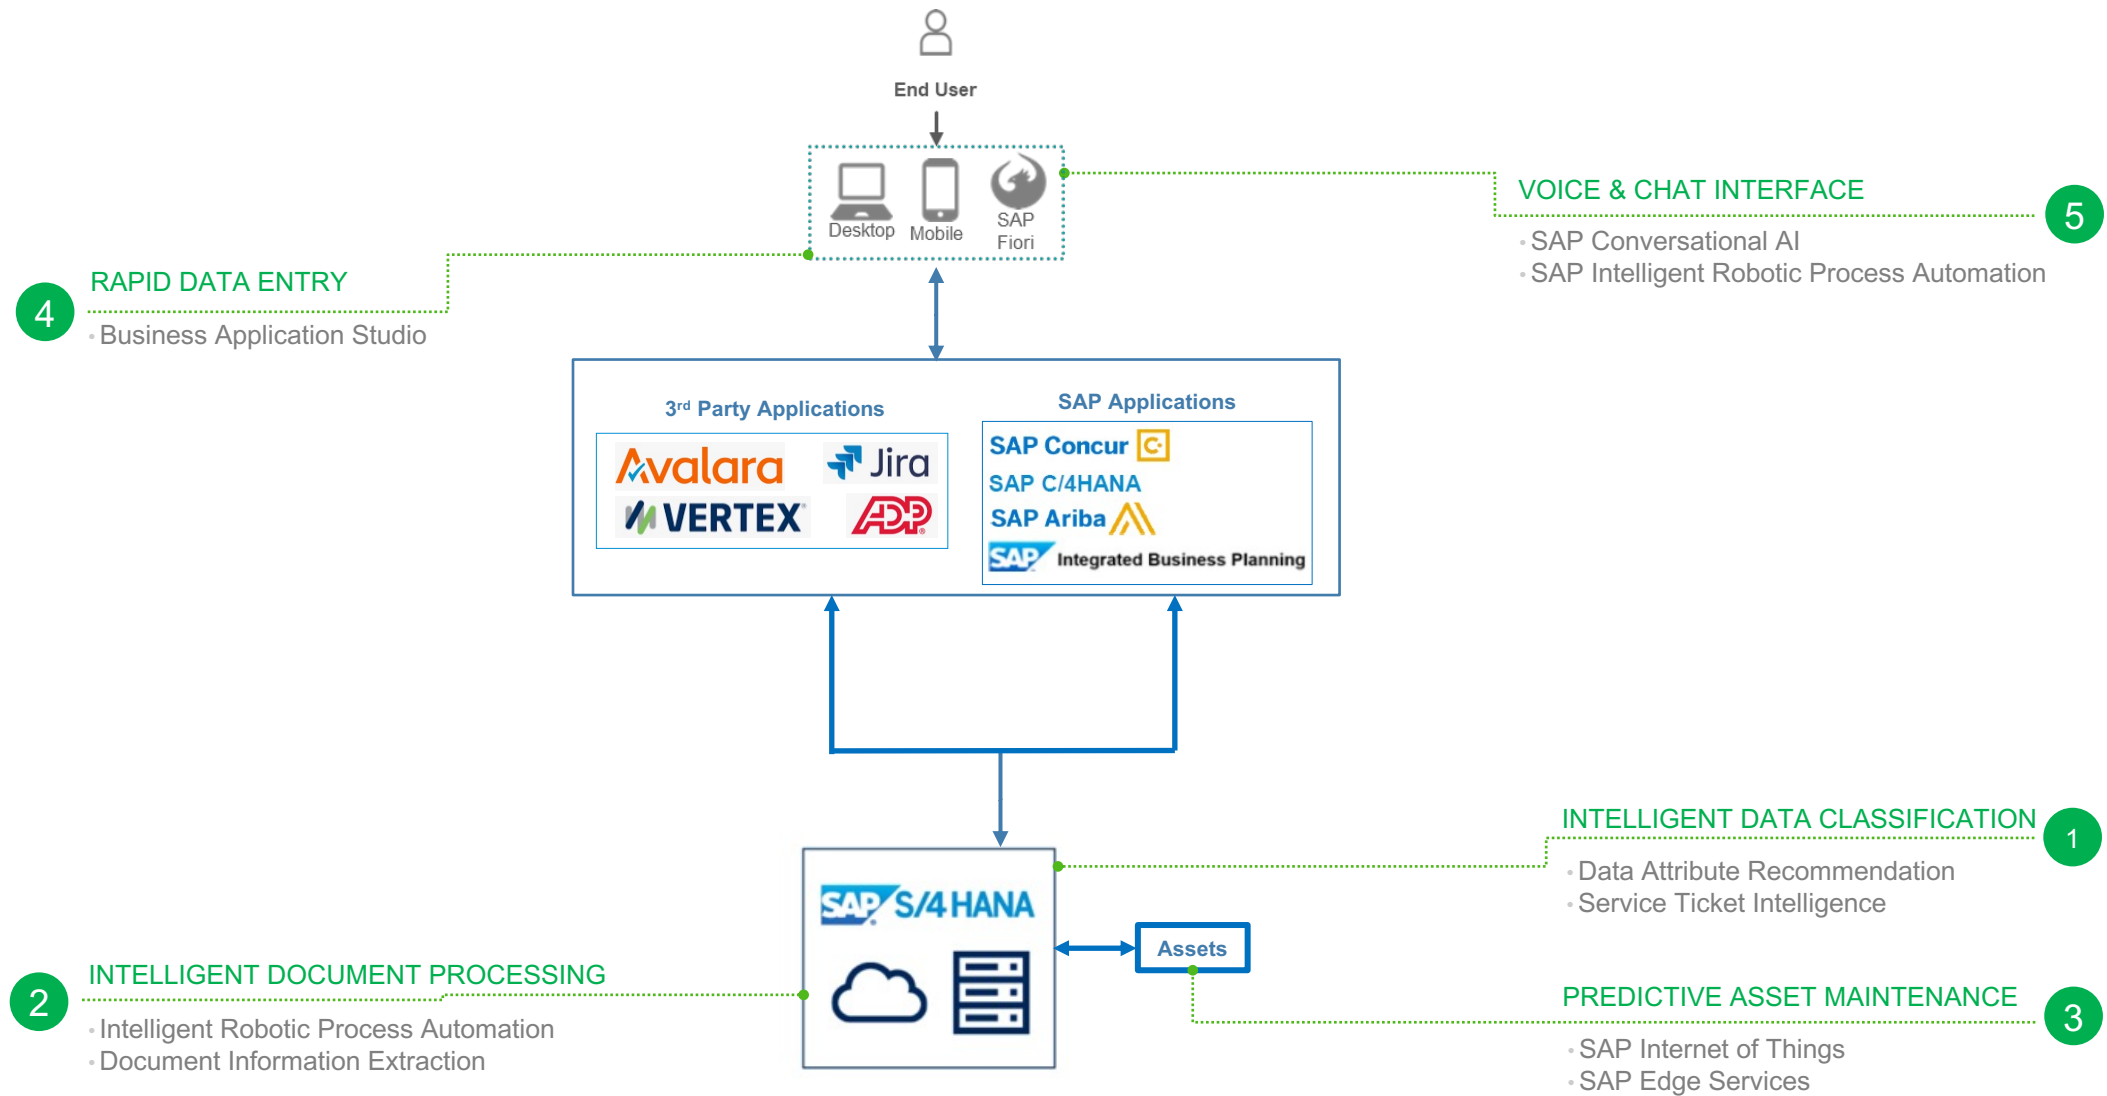 End User
Desktop
Mobile
SAP
Fiori
VOICE & CHAT INTERFACE
5
• SAP Conversational AI
• SAP Intelligent Robotic Process Automation
RAPID DATA ENTRY
4
• Business Application Studio
3rd Party Applications
Avalara
Jira
VERTEX
ADP
SAP Applications
SAP Concur C
SAP C/4HANA
SAP Ariba
SAP Integrated Business Planning
INTELLIGENT DATA CLASSIFICATION
1
• Data Attribute Recommendation
• Service Ticket Intelligence
SAP S/4HANA
Assets
INTELLIGENT DOCUMENT PROCESSING
2
• Intelligent Robotic Process Automation
• Document Information Extraction
PREDICTIVE ASSET MAINTENANCE
3
• SAP Internet of Things
• SAP Edge Services